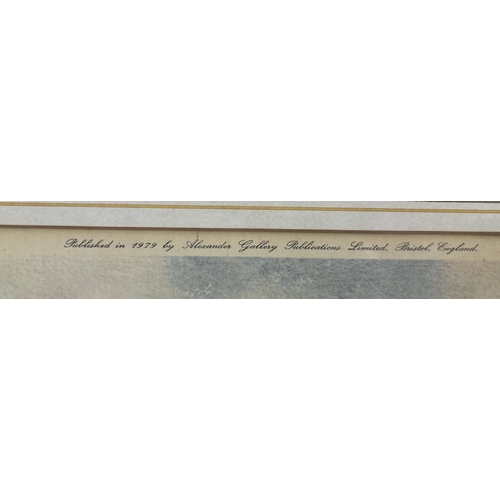 Published in 1979 by Alexander Gallery Publications Limited, Bristol, England.